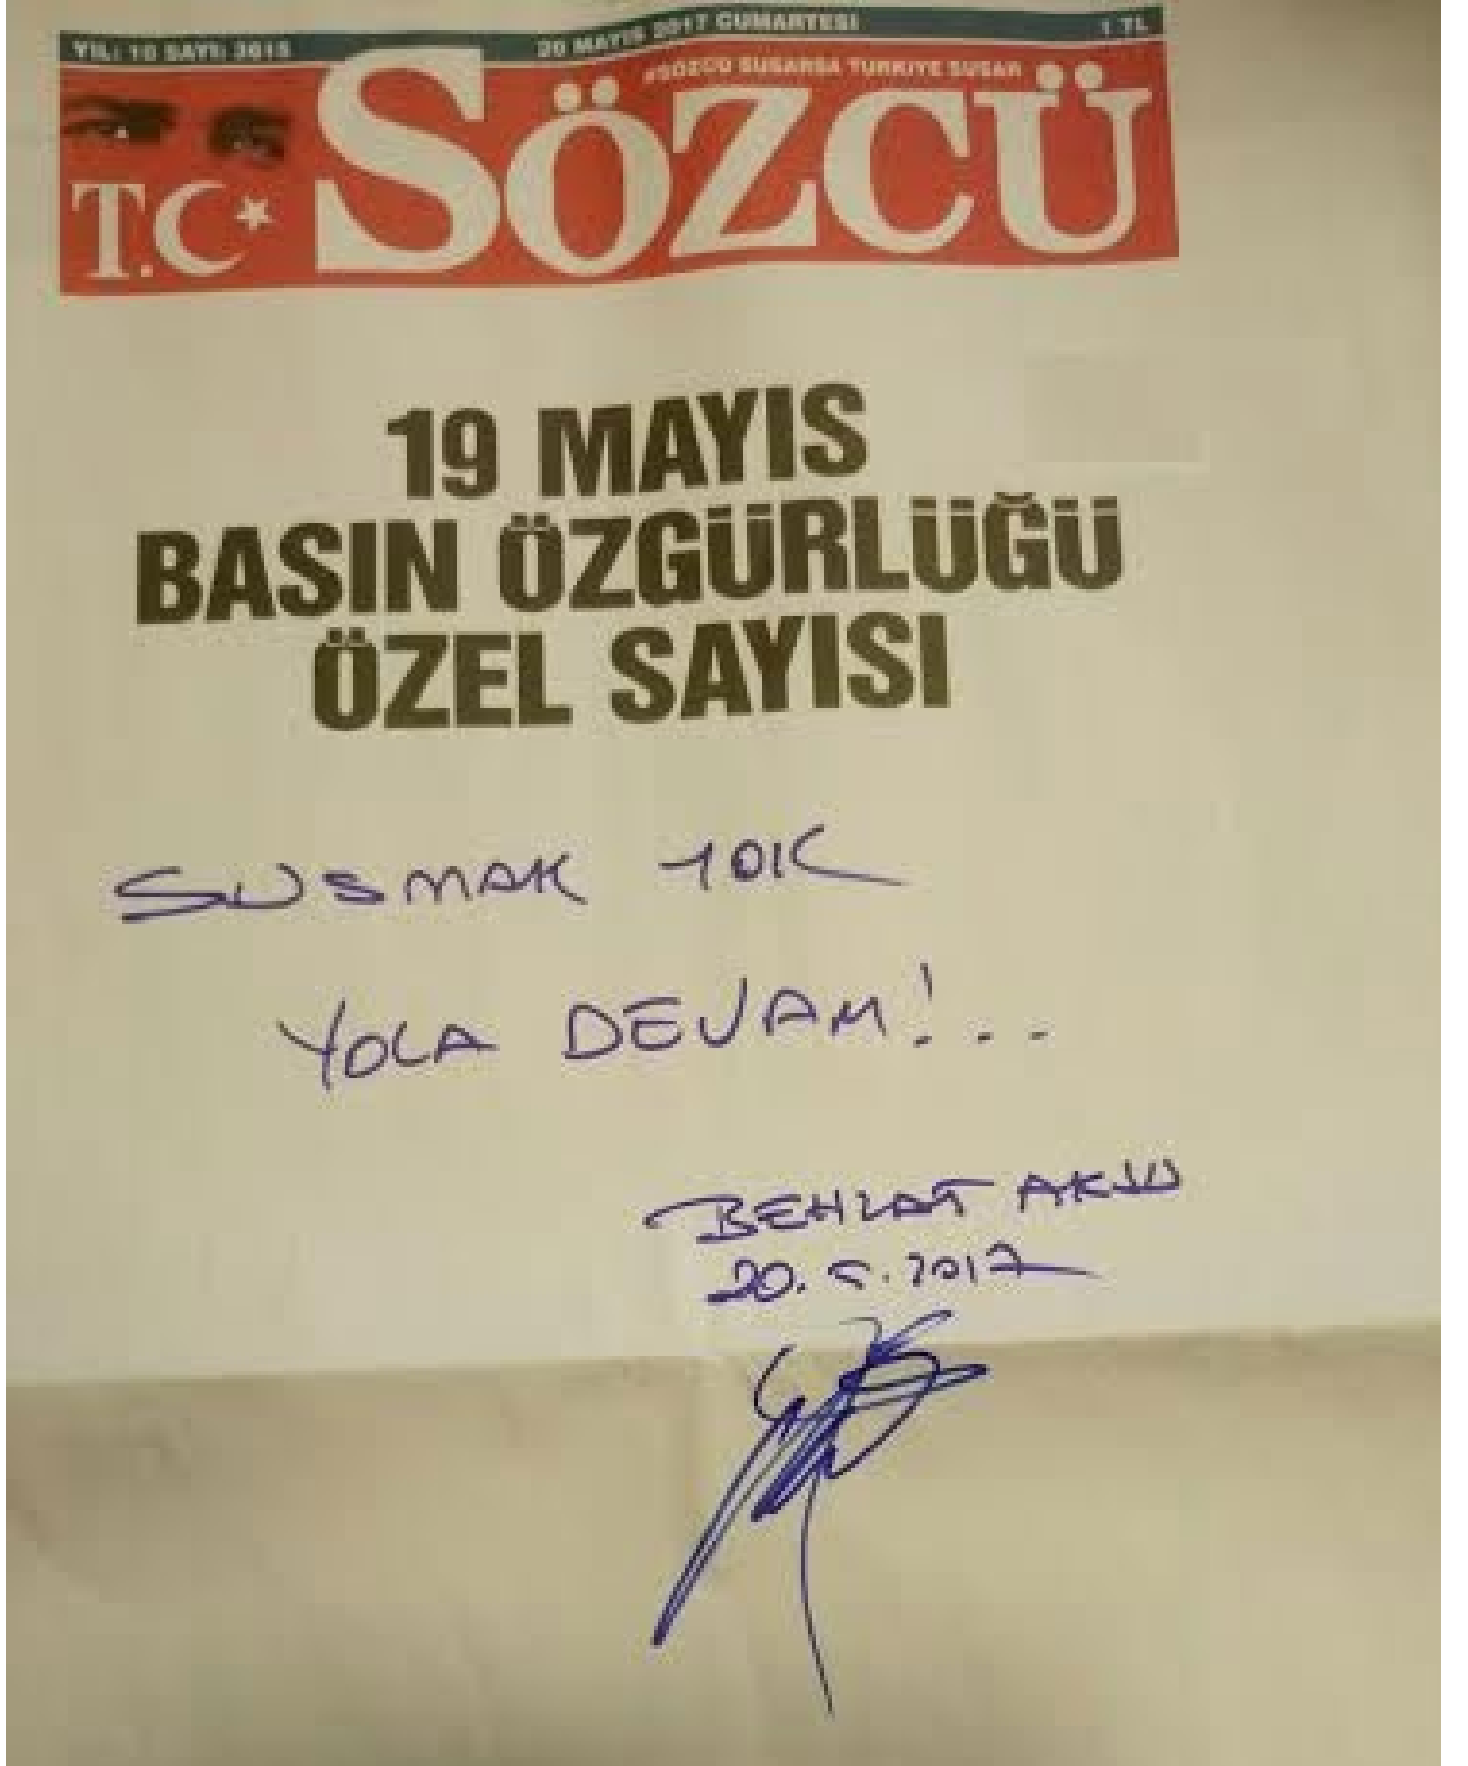 YIL: 10 SAYI: 3615 20 MAYIS 2017 CUMARTESİ 1 TL
#SÖZCÜ SUSARSA TÜRKİYE SUSAR
T.C SÖZCÜ
19 MAYIS
BASIN ÖZGÜRLÜĞÜ
ÖZEL SAYISI
SUSMAK YOK
YOLA DEVAM!...
BEHZAT AKSU
20.5.2017